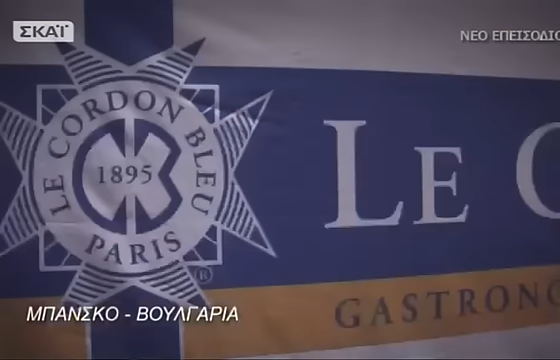 ΣΚΑΪ
ΝΕΟ ΕΠΕΙΣΟΔΙΟ
LE CORDON BLEU
1895
PARIS
®
LE C
GASTRONO
ΜΠΑΝΣΚΟ - ΒΟΥΛΓΑΡΙΑ